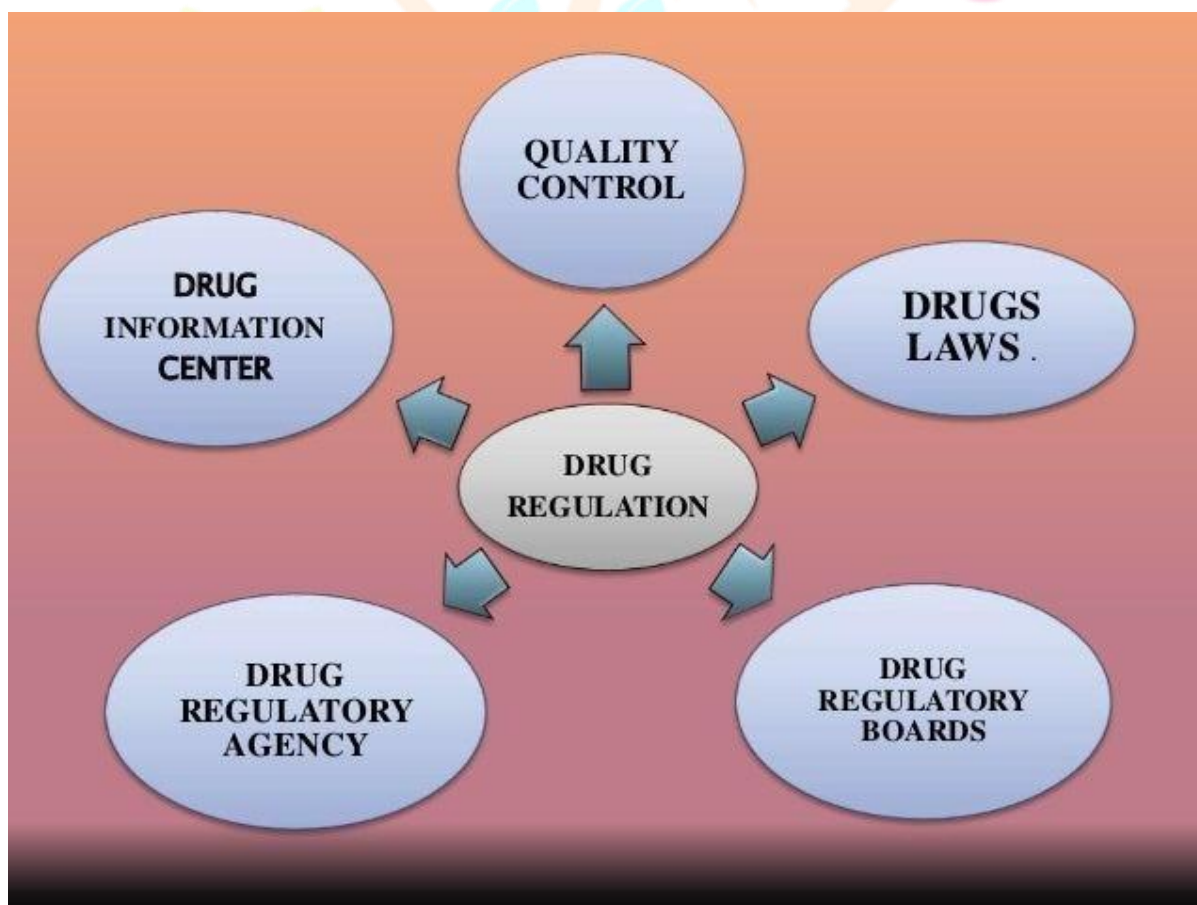 QUALITY
CONTROL
DRUG
INFORMATION
CENTER
DRUGS
LAWS .
DRUG
REGULATION
DRUG
REGULATORY
AGENCY
DRUG
REGULATORY
BOARDS